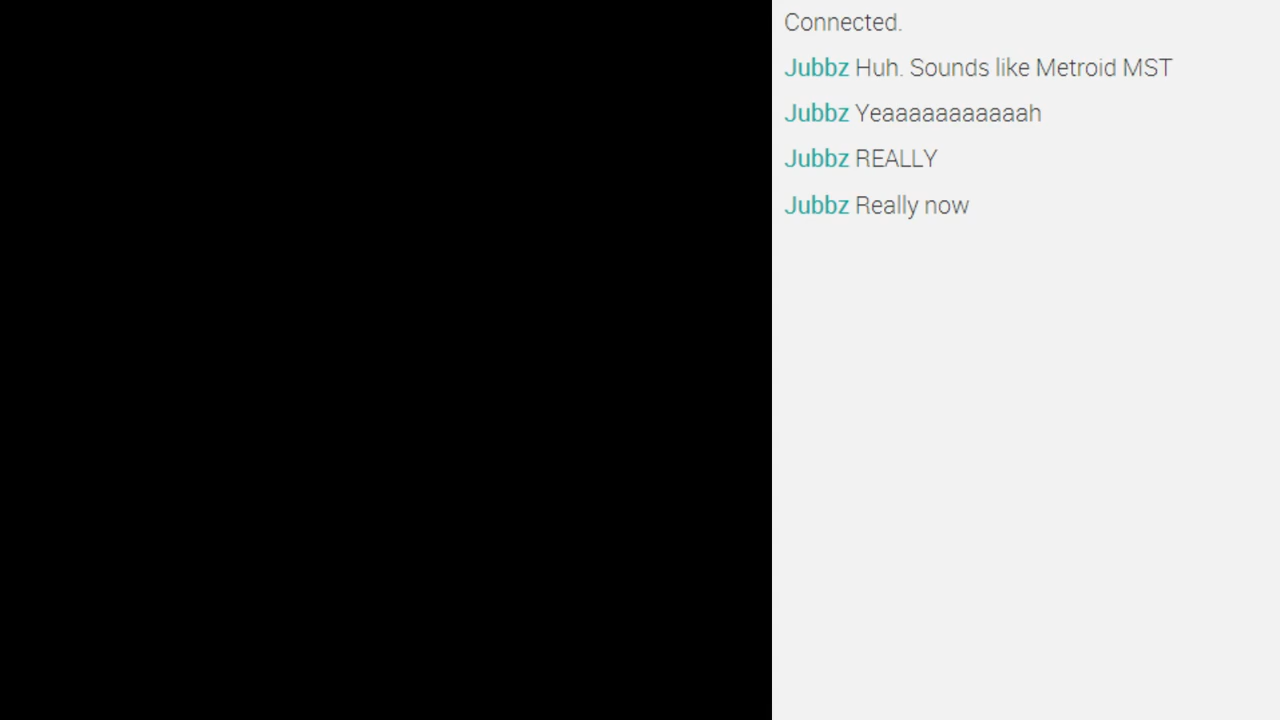 Connected.
Jubbz Huh. Sounds like Metroid MST
Jubbz Yeaaaaaaaaaaah
Jubbz REALLY
Jubbz Really now